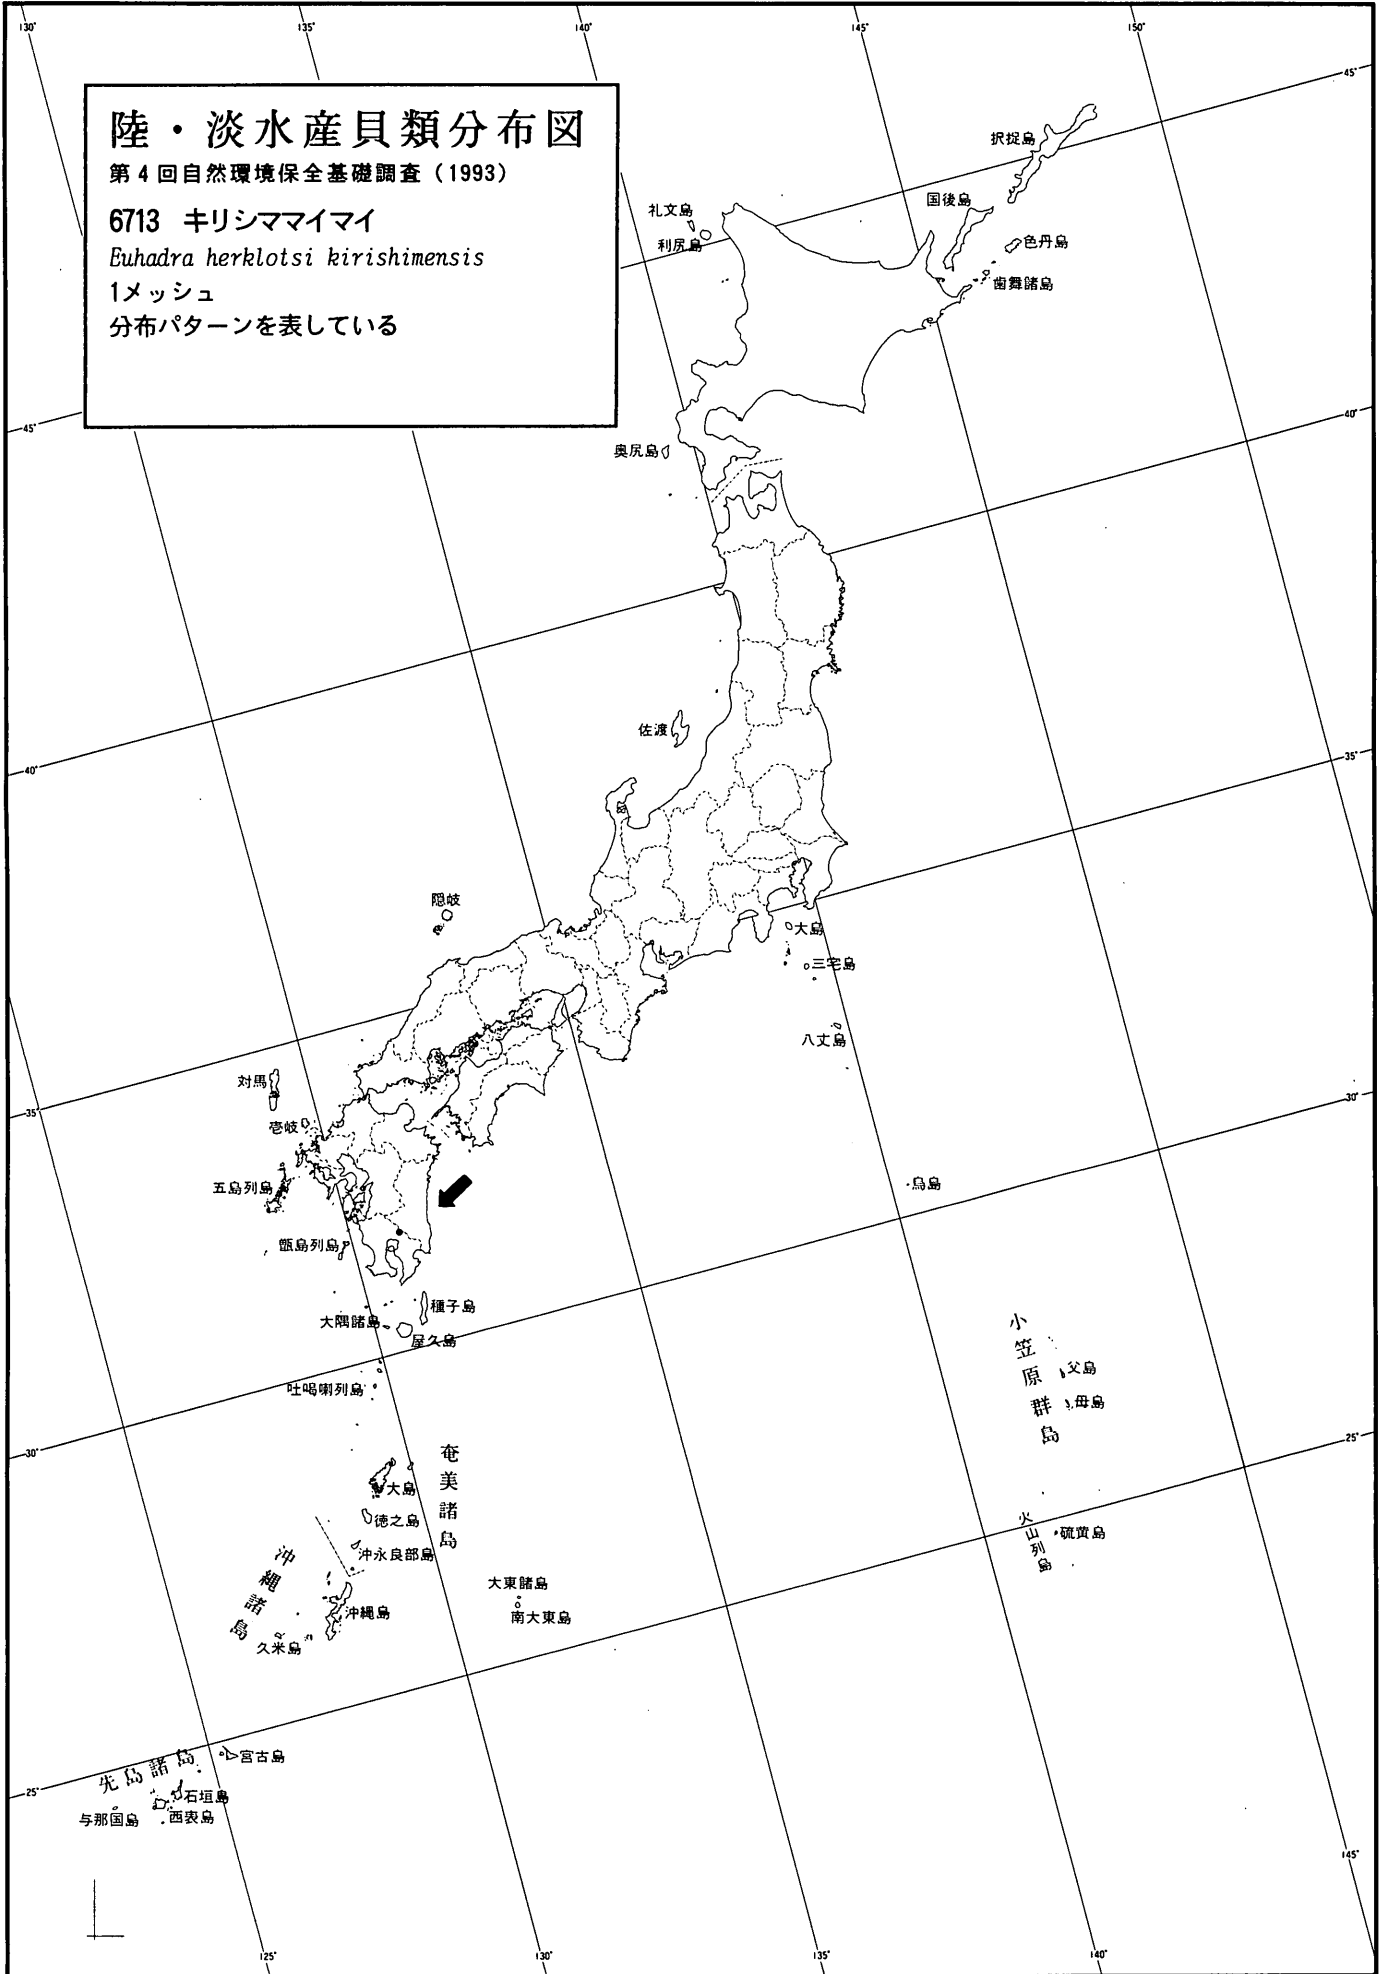 130°
135°
140°
145°
150°
陸・淡水産貝類分布図
第4回自然環境保全基礎調査(1993)
6713 キリシママイマイ
Euhadra herklotsi kirishimensis
1メッシュ
分布パターンを表している
45°
択捉島
国後島
礼文島
色丹島
利尻島
歯舞諸島
40°
45°
奥尻島
佐渡
35°
40°
隠岐
大島
三宅島
八丈島
対馬
30°
35°
壱岐
五島列島
鳥島
甑島列島
種子島
大隅諸島
屋久島
小笠原群島
父島
吐噶喇列島
母島
25°
30°
奄美諸島
大島
徳之島
火山列島
硫黄島
沖永良部島
沖縄諸島
大東諸島
沖縄島
南大東島
久米島
先島諸島
宮古島
25°
石垣島
与那国島
西表島
145°
125°
130°
135°
140°